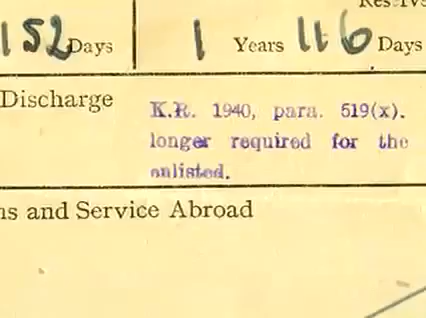 Reserv
152 Days 1 Years 116 Days
Discharge
K.R. 1940, para. 519(x).
longer required for the
enlisted.
ns and Service Abroad